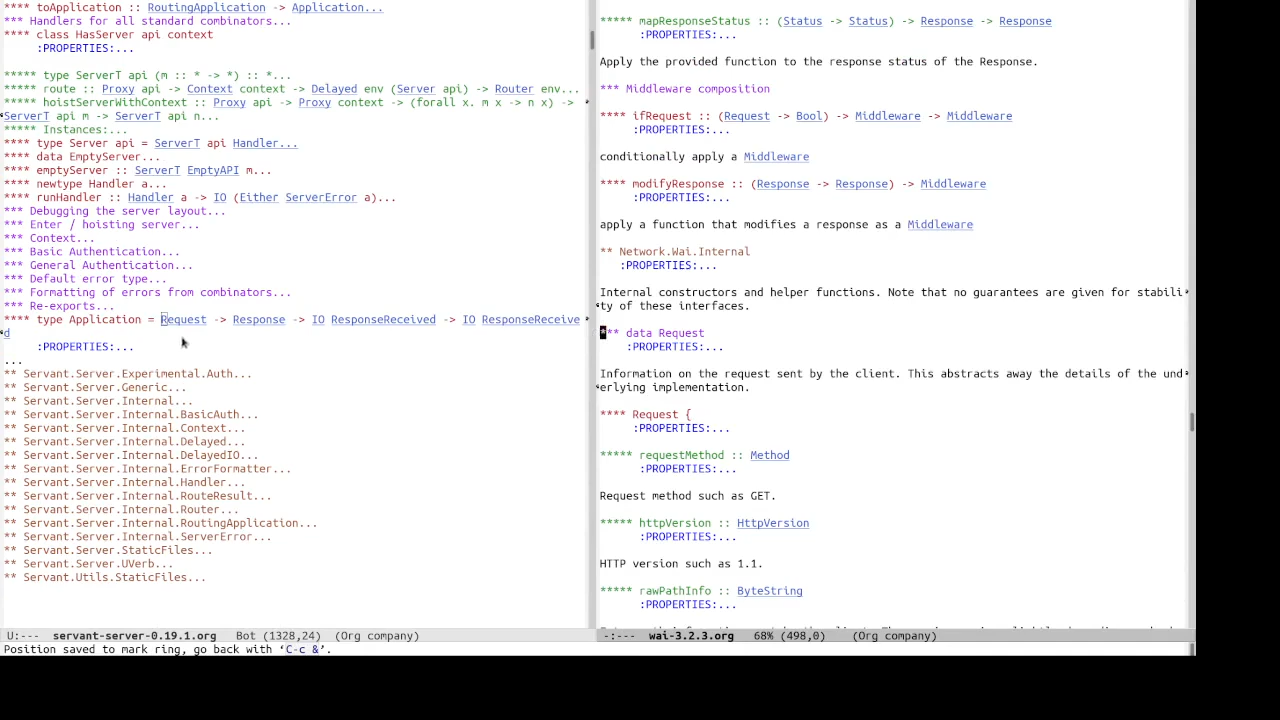 **** toApplication :: RoutingApplication -> Application...
*** Handlers for all standard combinators...
**** class HasServer api context
:PROPERTIES:...
***** type ServerT api (m :: * -> *) :: *...
***** route :: Proxy api -> Context context -> Delayed env (Server api) -> Router env...
***** hoistServerWithContext :: Proxy api -> Proxy context -> (forall x. m x -> n x) ->
ServerT api m -> ServerT api n...
***** Instances:...
**** type Server api = ServerT api Handler...
**** data EmptyServer...
**** emptyServer :: ServerT EmptyAPI m...
**** newtype Handler a...
**** runHandler :: Handler a -> IO (Either ServerError a)...
*** Debugging the server layout...
*** Enter / hoisting server...
*** Context...
*** Basic Authentication...
*** General Authentication...
*** Default error type...
*** Formatting of errors from combinators...
*** Re-exports...
**** type Application = Request -> Response -> IO ResponseReceived -> IO ResponseReceive
d
:PROPERTIES:...
...
** Servant.Server.Experimental.Auth...
** Servant.Server.Generic...
** Servant.Server.Internal...
** Servant.Server.Internal.BasicAuth...
** Servant.Server.Internal.Context...
** Servant.Server.Internal.Delayed...
** Servant.Server.Internal.DelayedIO...
** Servant.Server.Internal.ErrorFormatter...
** Servant.Server.Internal.Handler...
** Servant.Server.Internal.RouteResult...
** Servant.Server.Internal.Router...
** Servant.Server.Internal.RoutingApplication...
** Servant.Server.Internal.ServerError...
** Servant.Server.StaticFiles...
** Servant.Server.UVerb...
** Servant.Utils.StaticFiles...
U:--- servant-server-0.19.1.org Bot (1328,24) (Org company)
***** mapResponseStatus :: (Status -> Status) -> Response -> Response
:PROPERTIES:...
Apply the provided function to the response status of the Response.
*** Middleware composition
**** ifRequest :: (Request -> Bool) -> Middleware -> Middleware
:PROPERTIES:...
conditionally apply a Middleware
**** modifyResponse :: (Response -> Response) -> Middleware
:PROPERTIES:...
apply a function that modifies a response as a Middleware
** Network.Wai.Internal
:PROPERTIES:...
Internal constructors and helper functions. Note that no guarantees are given for stabili
ty of these interfaces.
*** data Request
:PROPERTIES:...
Information on the request sent by the client. This abstracts away the details of the und
erlying implementation.
**** Request {
:PROPERTIES:...
***** requestMethod :: Method
:PROPERTIES:...
Request method such as GET.
***** httpVersion :: HttpVersion
:PROPERTIES:...
HTTP version such as 1.1.
***** rawPathInfo :: ByteString
:PROPERTIES:...
-:--- wai-3.2.3.org 68% (498,0) (Org company)
Position saved to mark ring, go back with ‘C-c &’.